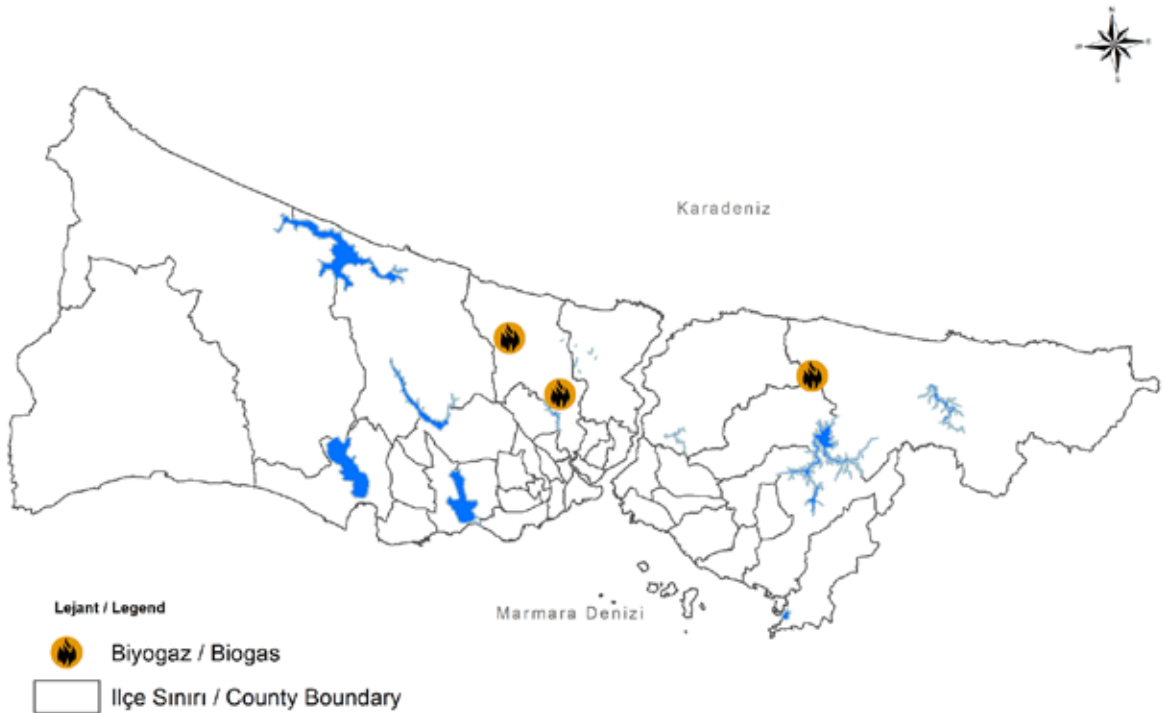 N
S
Karadeniz
Marmara Denizi
Lejant / Legend
Biyogaz / Biogas
Ilçe Sınırı / County Boundary